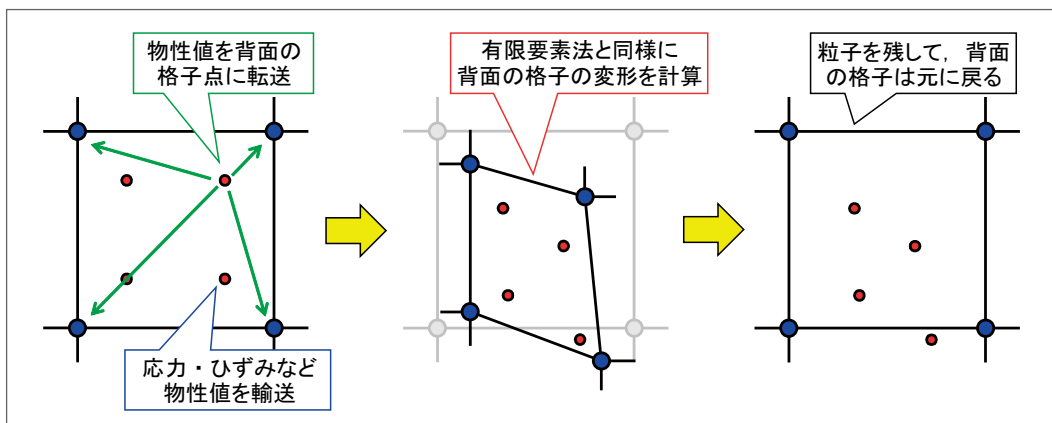 物性値を背面の
格子点に転送
応力・ひずみなど
物性値を輸送
有限要素法と同様に
背面の格子の変形を計算
粒子を残して，背面
の格子は元に戻る